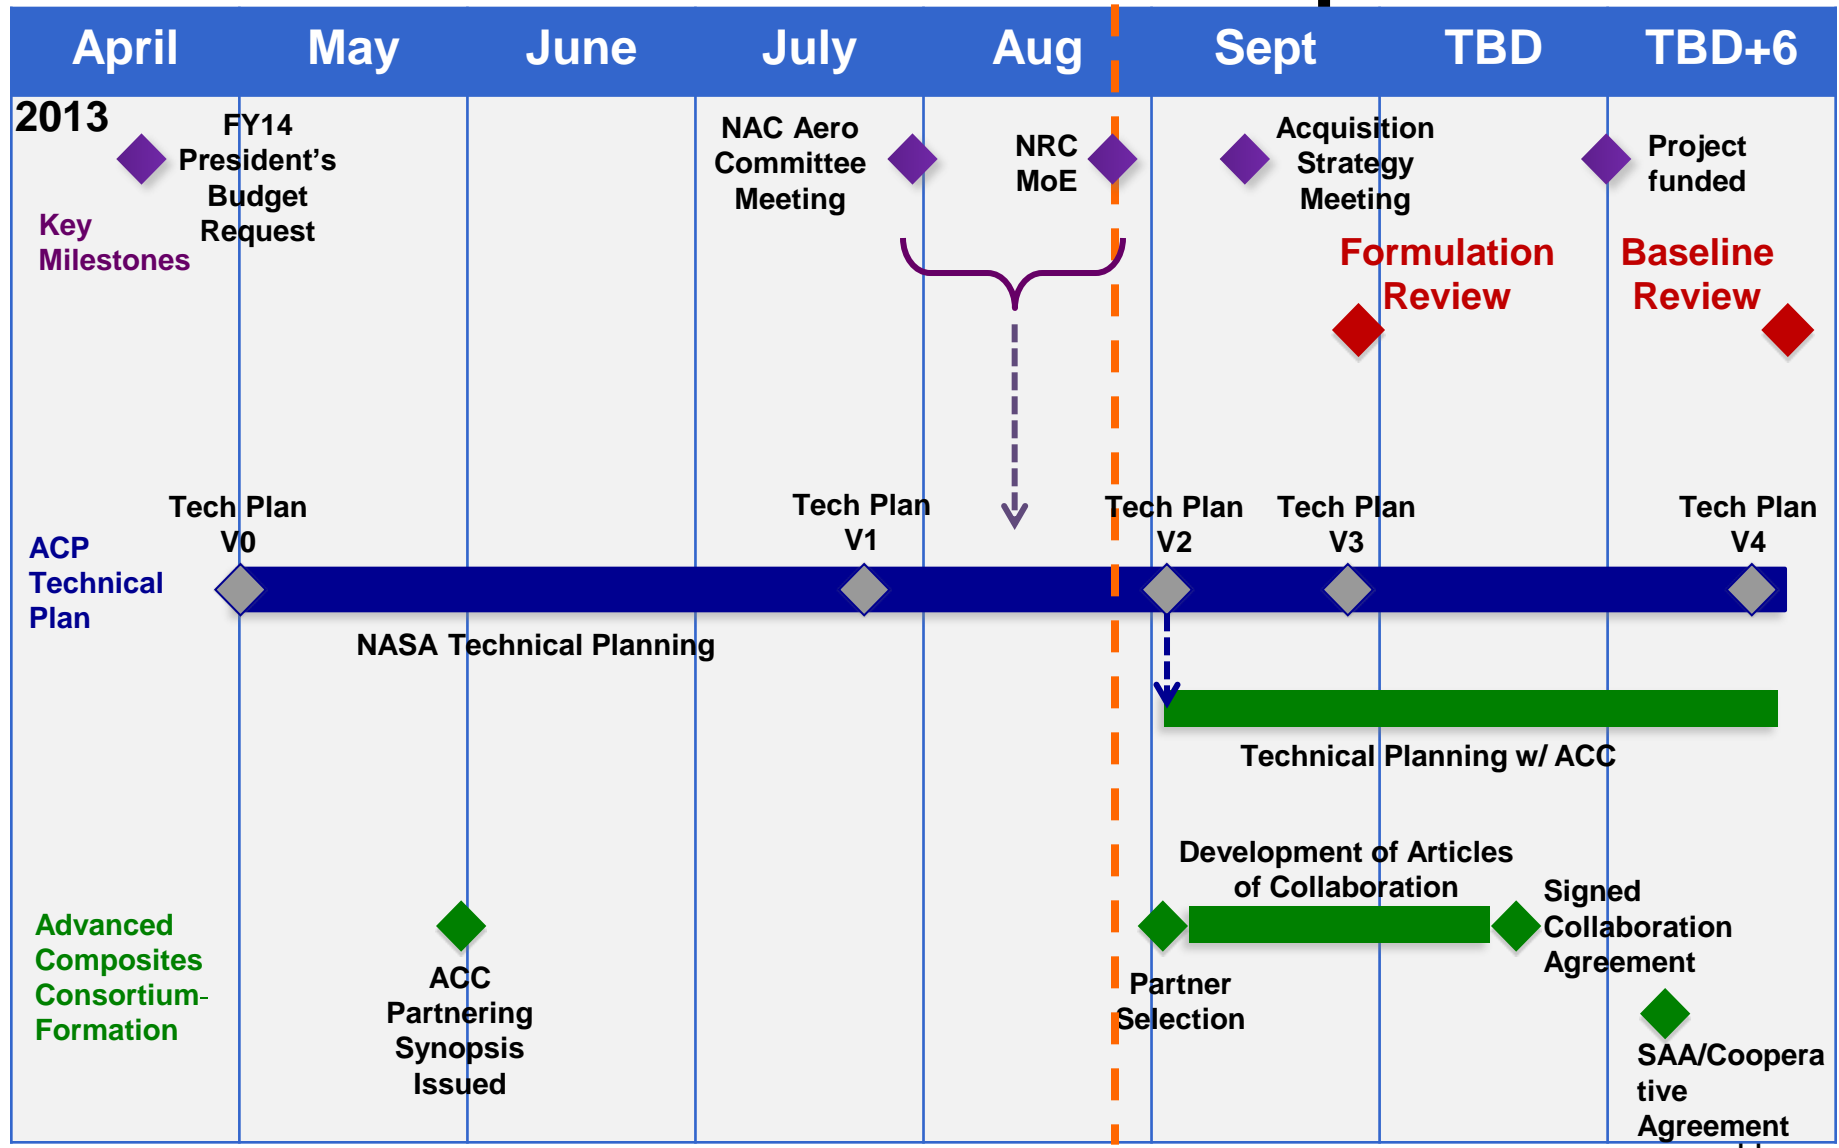 April May June July Aug Sept TBD TBD+6
2013
FY14
President’s
Budget
Request
NAC Aero
Committee
Meeting
NRC
MoE
Acquisition
Strategy
Meeting
Project
funded
Key
Milestones
Formulation
Review
Baseline
Review
Tech Plan
V0
Tech Plan
V1
Tech Plan
V2
Tech Plan
V3
Tech Plan
V4
ACP
Technical
Plan
NASA Technical Planning
Technical Planning w/ ACC
Development of Articles
of Collaboration
Signed
Collaboration
Agreement
Advanced
Composites
Consortium-
Formation
ACC
Partnering
Synopsis
Issued
Partner
Selection
SAA/Coopera
tive
Agreement